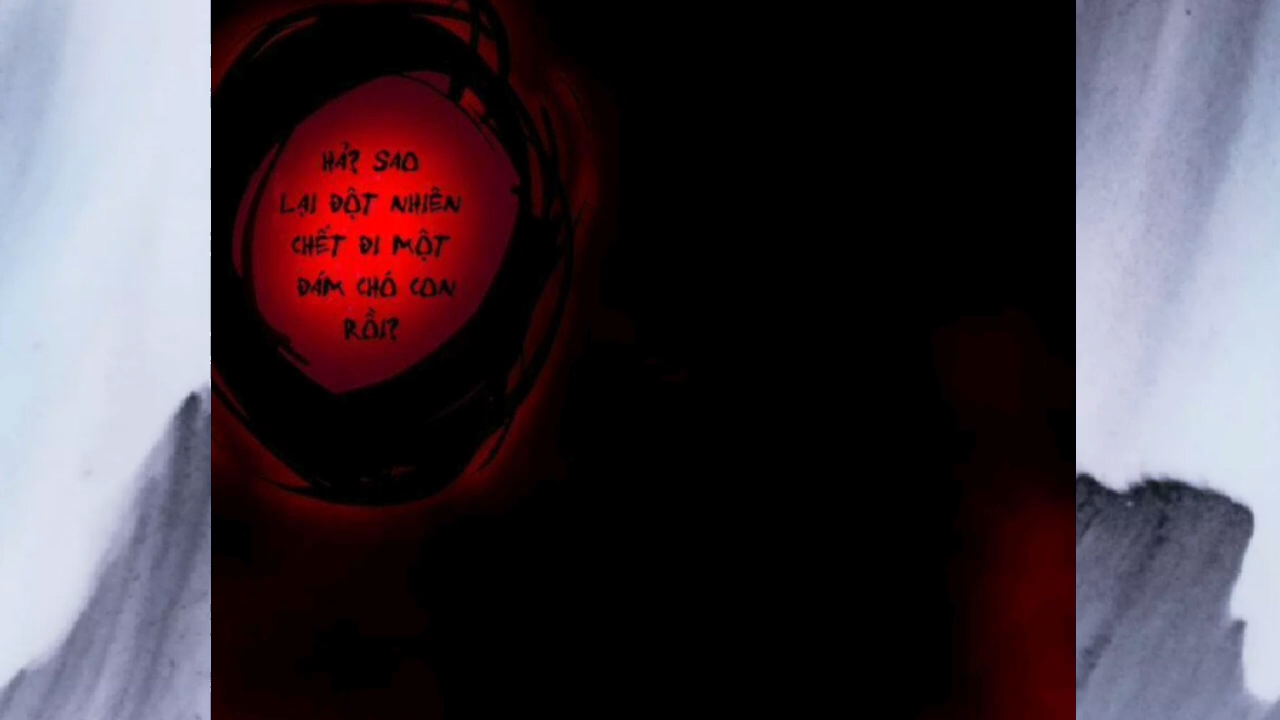 HẢ? SAO
LẠI ĐỘT NHIÊN
CHẾT ĐI MỘT
ĐÁM CHÓ CON
RỒI?